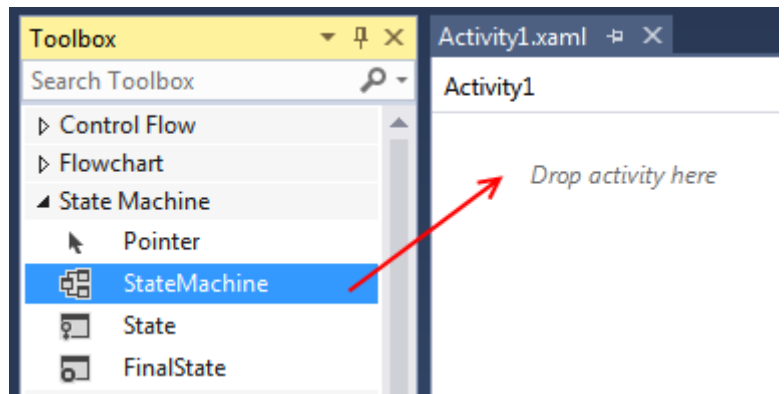 Toolbox
Search Toolbox
Control Flow
Flowchart
State Machine
Pointer
StateMachine
State
FinalState
Activity1.xaml
Activity1
Drop activity here